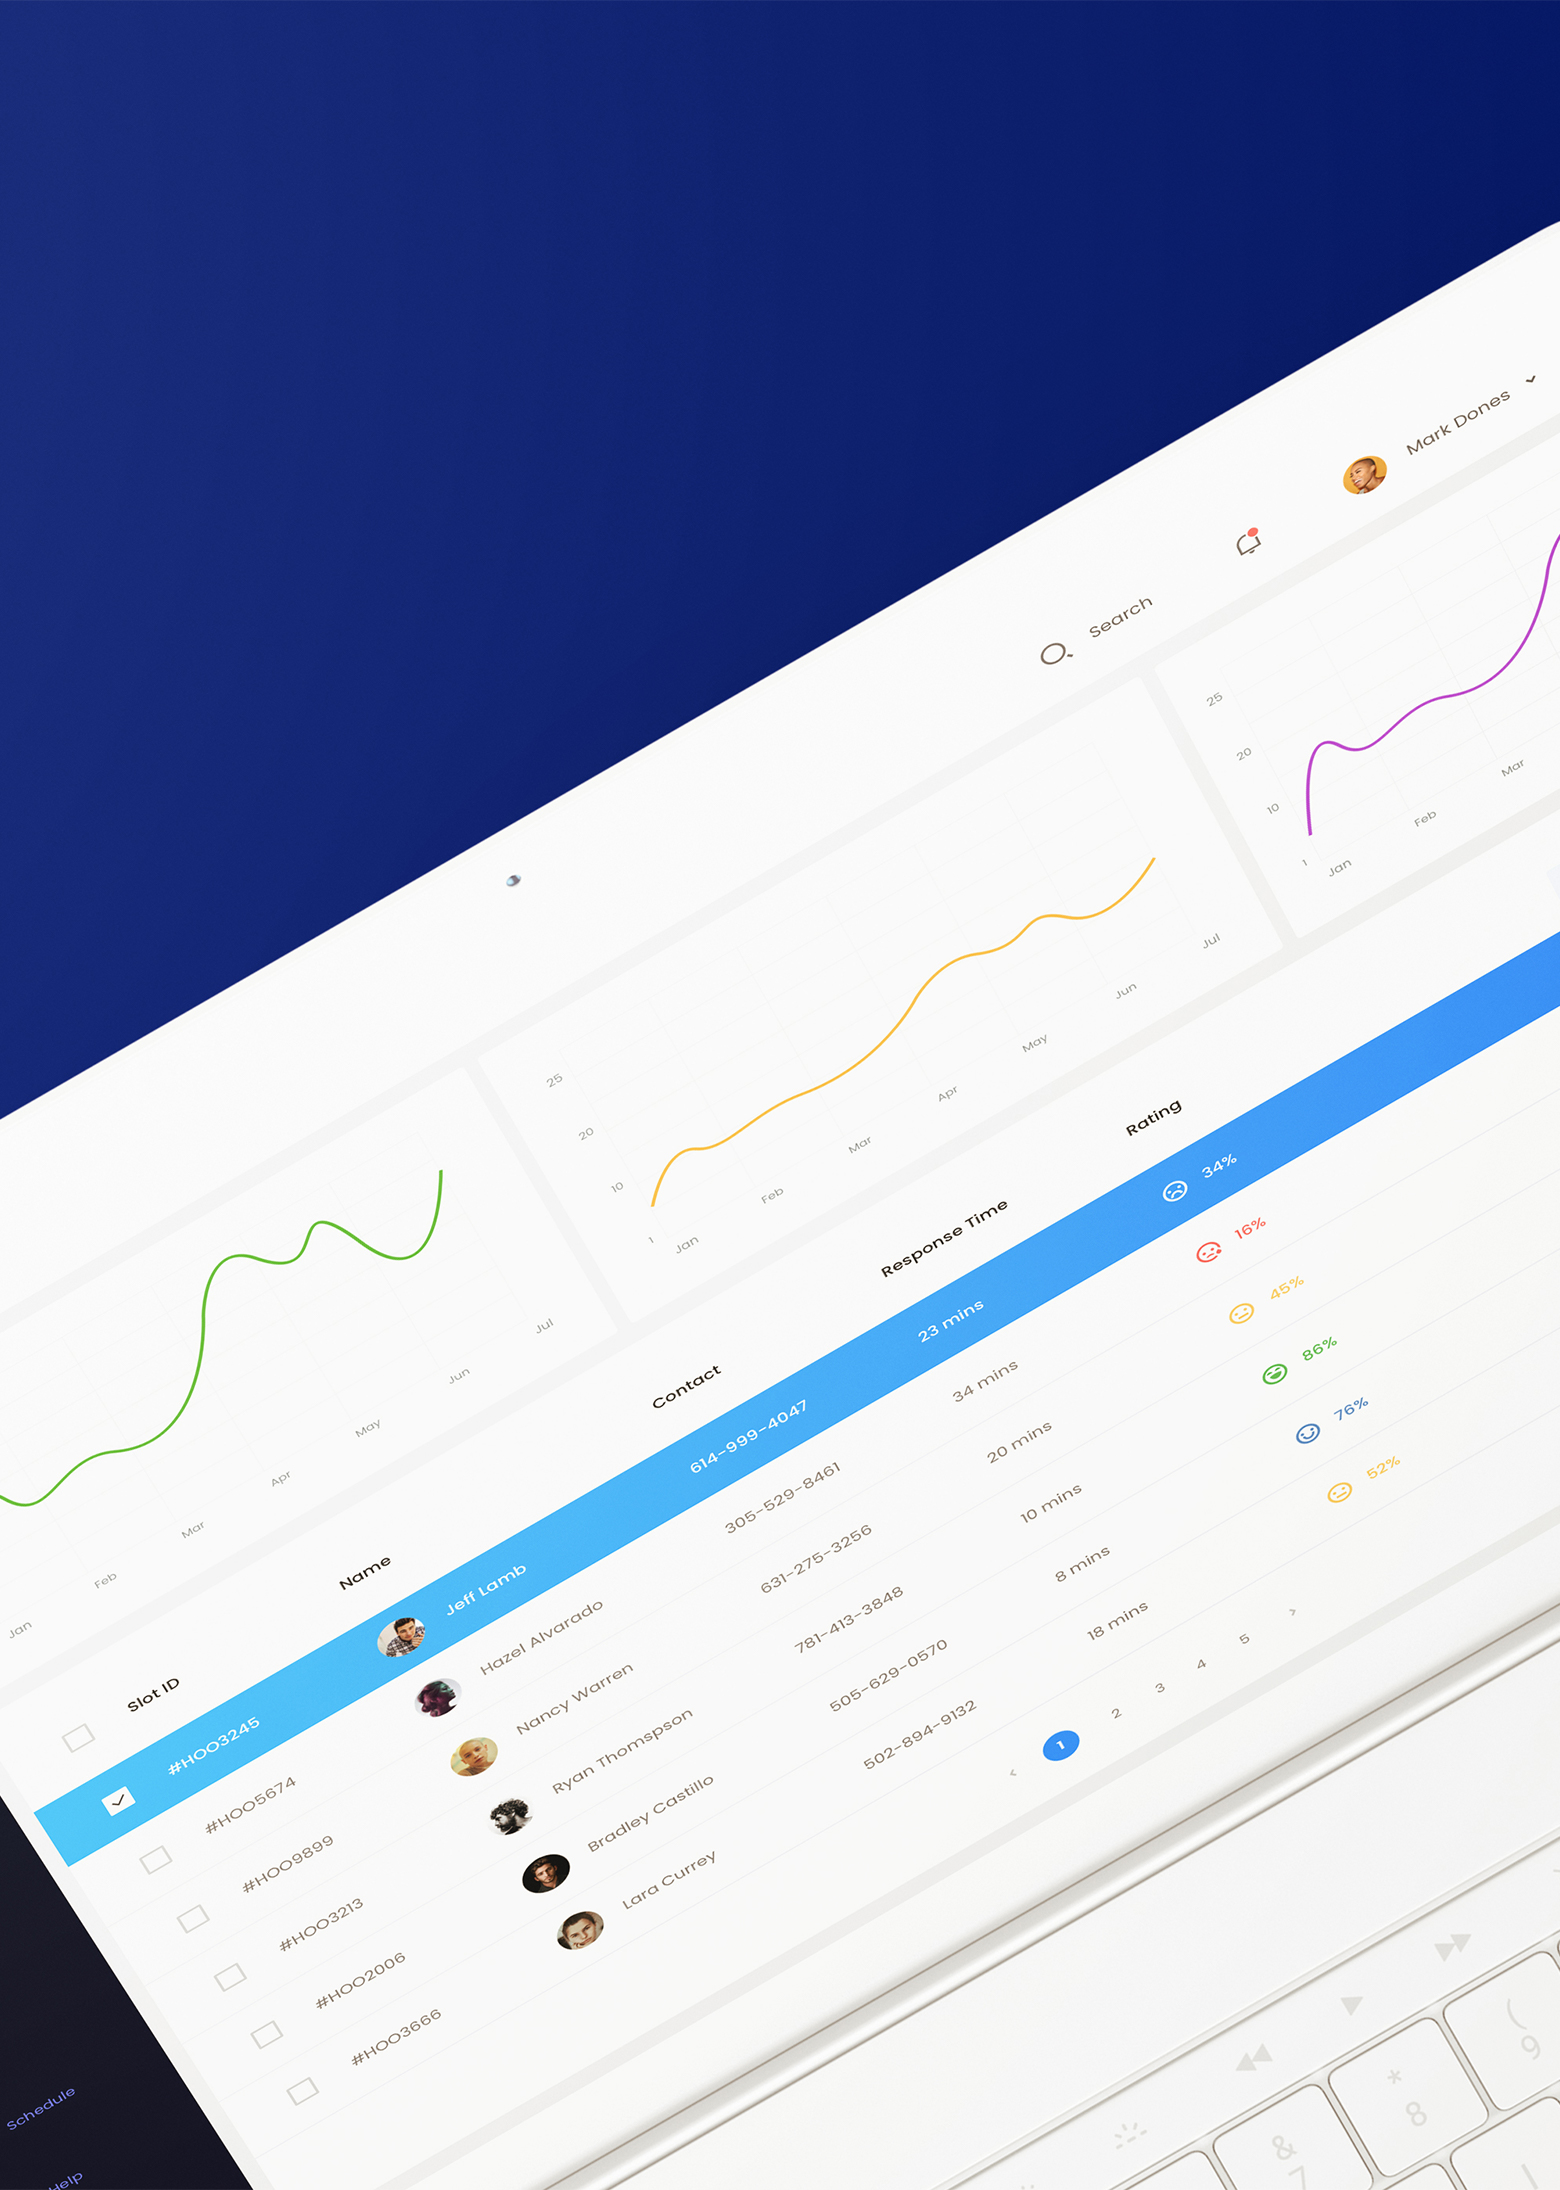 Mark Dones
Search
25
20
10
1
Jan
Feb
Mar
25
20
10
1
Jan
Feb
Mar
Apr
May
Jun
Jul
Jan
Feb
Mar
Apr
May
Jun
Jul
Slot ID Name Contact Response Time Rating
#HOO3245 Jeff Lamb 614-999-4047 23 mins 34%
#HOO5674 Hazel Alvarado 305-529-8461 34 mins 16%
#HOO9899 Nancy Warren 631-275-3256 20 mins 45%
#HOO3213 Ryan Thomspson 781-413-3848 10 mins 86%
#HOO2006 Bradley Castillo 505-629-0570 8 mins 76%
#HOO3666 Lara Currey 502-894-9132 18 mins 52%
< 1 2 3 4 5 >
Schedule
Help
& 7
* 8
( 9